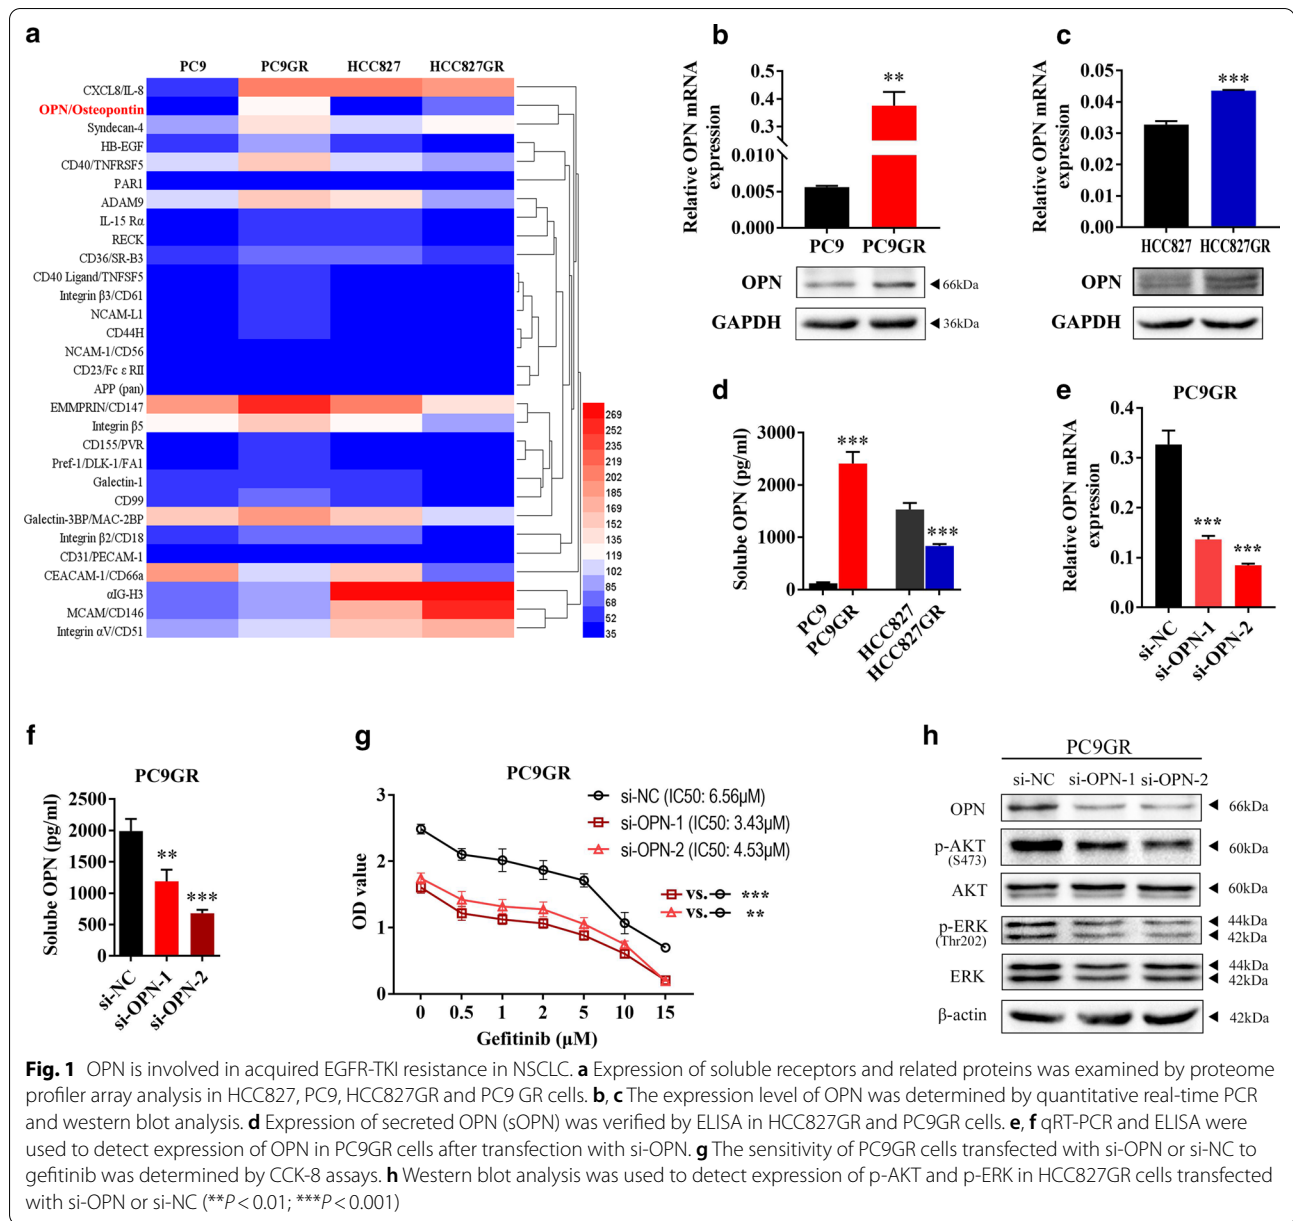 a
PC9 PC9GR HCC827 HCC827GR
CXCL8/IL-8
OPN/Osteopontin
Syndecan-4
HB-EGF
CD40/TNFRSF5
PAR1
ADAM9
IL-15 Rα
RECK
CD36/SR-B3
CD40 Ligand/TNFSF5
Integrin β3/CD61
NCAM-L1
CD44H
NCAM-1/CD56
CD23/Fc ε RII
APP (pan)
EMMPRIN/CD147
Integrin β5
CD155/PVR
Pref-1/DLK-1/FA1
Galectin-1
CD99
Galectin-3BP/MAC-2BP
Integrin β2/CD18
CD31/PECAM-1
CEACAM-1/CD66a
αIG-H3
MCAM/CD146
Integrin αV/CD51
269
252
235
219
202
185
169
152
135
119
102
85
68
52
35
b
Relative OPN mRNA
expression
0.5
0.4
0.3
0.010
0.005
0.000
**
PC9 PC9GR
OPN ◄66kDa
GAPDH ◄36kDa
c
Relative OPN mRNA
expression
0.05
0.04
0.03
0.02
0.01
0.00
***
HCC827 HCC827GR
OPN
GAPDH
d
Solube OPN (pg/ml)
3000
2000
1000
0
***
***
PC9
PC9GR
HCC827
HCC827GR
e
PC9GR
Relative OPN mRNA
expression
0.4
0.3
0.2
0.1
0.0
***
***
si-NC
si-OPN-1
si-OPN-2
f
PC9GR
Solube OPN (pg/ml)
2500
2000
1500
1000
500
0
**
***
si-NC
si-OPN-1
si-OPN-2
g
PC9GR
OD value
3
2
1
0
si-NC (IC50: 6.56μM)
si-OPN-1 (IC50: 3.43μM)
si-OPN-2 (IC50: 4.53μM)
vs. ***
vs. **
0 0.5 1 2 5 10 15
Gefitinib (μM)
h
PC9GR
si-NC si-OPN-1 si-OPN-2
OPN ◄ 66kDa
p-AKT
(S473)
◄ 60kDa
AKT ◄ 60kDa
p-ERK
(Thr202)
◄ 44kDa
◄ 42kDa
ERK
◄ 44kDa
◄ 42kDa
β-actin ◄ 42kDa
Fig. 1 OPN is involved in acquired EGFR-TKI resistance in NSCLC. a Expression of soluble receptors and related proteins was examined by proteome
profiler array analysis in HCC827, PC9, HCC827GR and PC9 GR cells. b, c The expression level of OPN was determined by quantitative real-time PCR
and western blot analysis. d Expression of secreted OPN (sOPN) was verified by ELISA in HCC827GR and PC9GR cells. e, f qRT-PCR and ELISA were
used to detect expression of OPN in PC9GR cells after transfection with si-OPN. g The sensitivity of PC9GR cells transfected with si-OPN or si-NC to
gefitinib was determined by CCK-8 assays. h Western blot analysis was used to detect expression of p-AKT and p-ERK in HCC827GR cells transfected
with si-OPN or si-NC (**P < 0.01; ***P < 0.001)